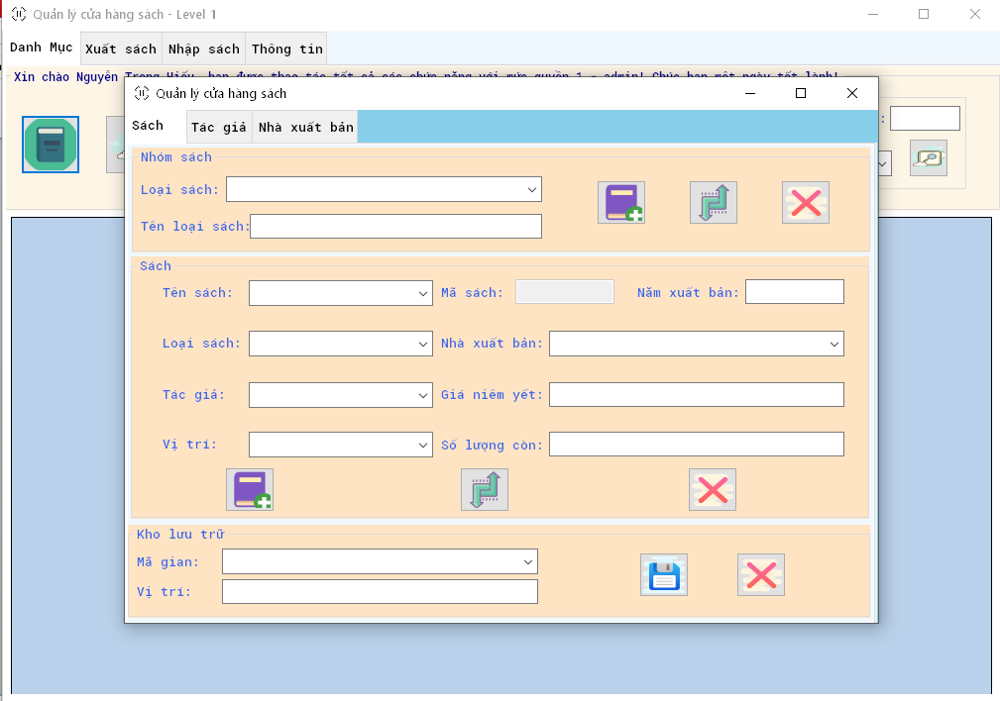 Quản lý cửa hàng sách - Level 1
Danh Mục Xuất sách Nhập sách Thông tin
Xin chào Nguyễn Trọng Hiếu, bạn được thao tác tất cả các chức năng với mức quyền 1 - admin! Chúc bạn một ngày tốt lành!
Quản lý cửa hàng sách
Sách Tác giả Nhà xuất bản
Nhóm sách
Loại sách:
Tên loại sách:
Sách
Tên sách: Mã sách: Năm xuất bản:
Loại sách: Nhà xuất bản:
Tác giả: Giá niêm yết:
Vị trí: Số lượng còn:
Kho lưu trữ
Mã gian:
Vị trí: